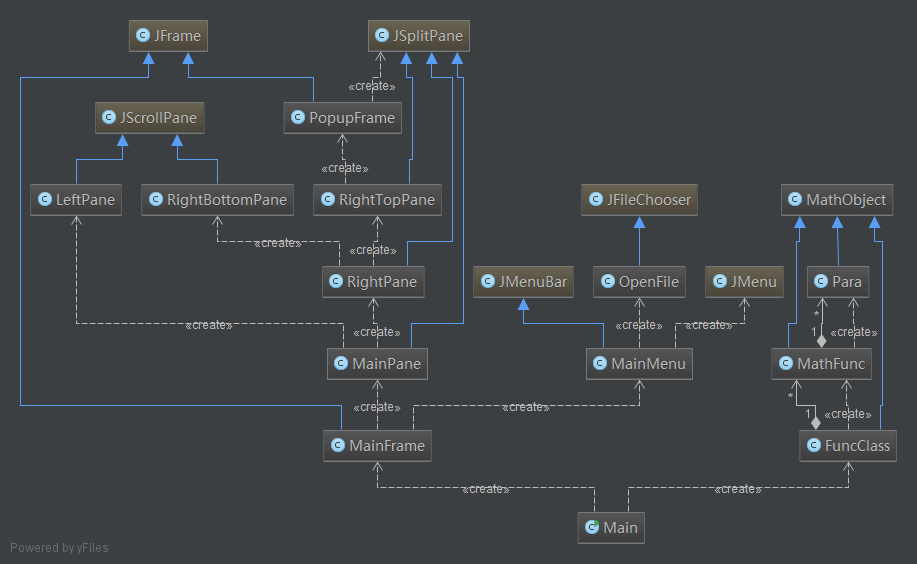 JFrame
JSplitPane
«create»
JScrollPane
PopupFrame
«create»
LeftPane
RightBottomPane
RightTopPane
JFileChooser
MathObject
«create»
«create»
RightPane
JMenuBar
OpenFile
JMenu
Para
*
«create»
«create»
«create»
1
«create»
MainPane
MainMenu
MathFunc
*
«create»
«create»
1
«create»
MainFrame
FuncClass
«create»
«create»
Main
Powered by yFiles